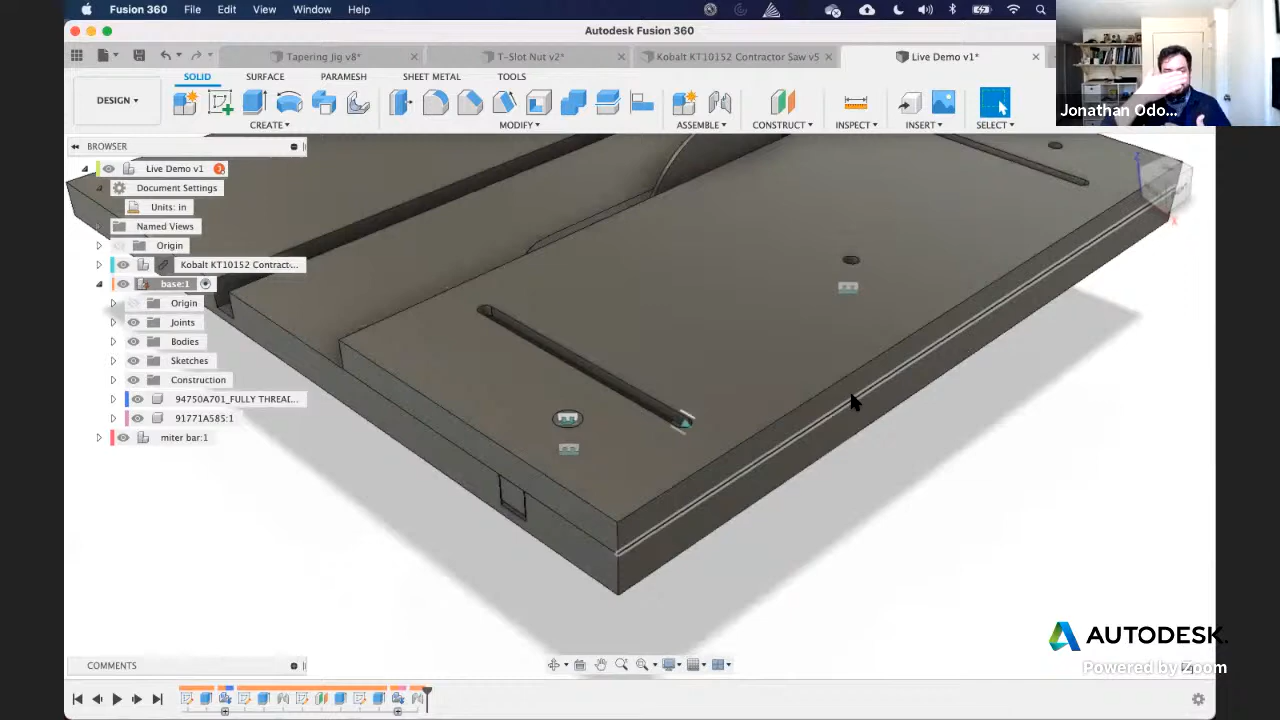 Fusion 360 File Edit View Window Help
Autodesk Fusion 360
Tapering Jig v8*
T-Slot Nut v2*
Kobalt KT10152 Contractor Saw v5
Live Demo v1*
SOLID SURFACE PARAMESH SHEET METAL TOOLS
DESIGN
CREATE MODIFY ASSEMBLE CONSTRUCT INSPECT INSERT SELECT
Jonathan Odo...
BROWSER
Live Demo v1
Document Settings
Units: in
Named Views
Origin
Kobalt KT10152 Contract...
base:1
Origin
Joints
Bodies
Sketches
Construction
94750A701_FULLY THREAD...
91771A585:1
miter bar:1
COMMENTS
AUTODESK.
Powered by Zoom